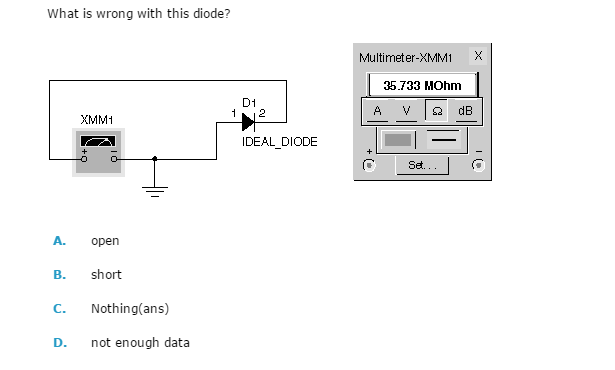 What is wrong with this diode?
Multimeter-XMM1 X
35.733 MOhm
A V Ω dB
+ -
Set...
XMM1
+ -
D1
1 2
IDEAL_DIODE
A. open
B. short
C. Nothing(ans)
D. not enough data